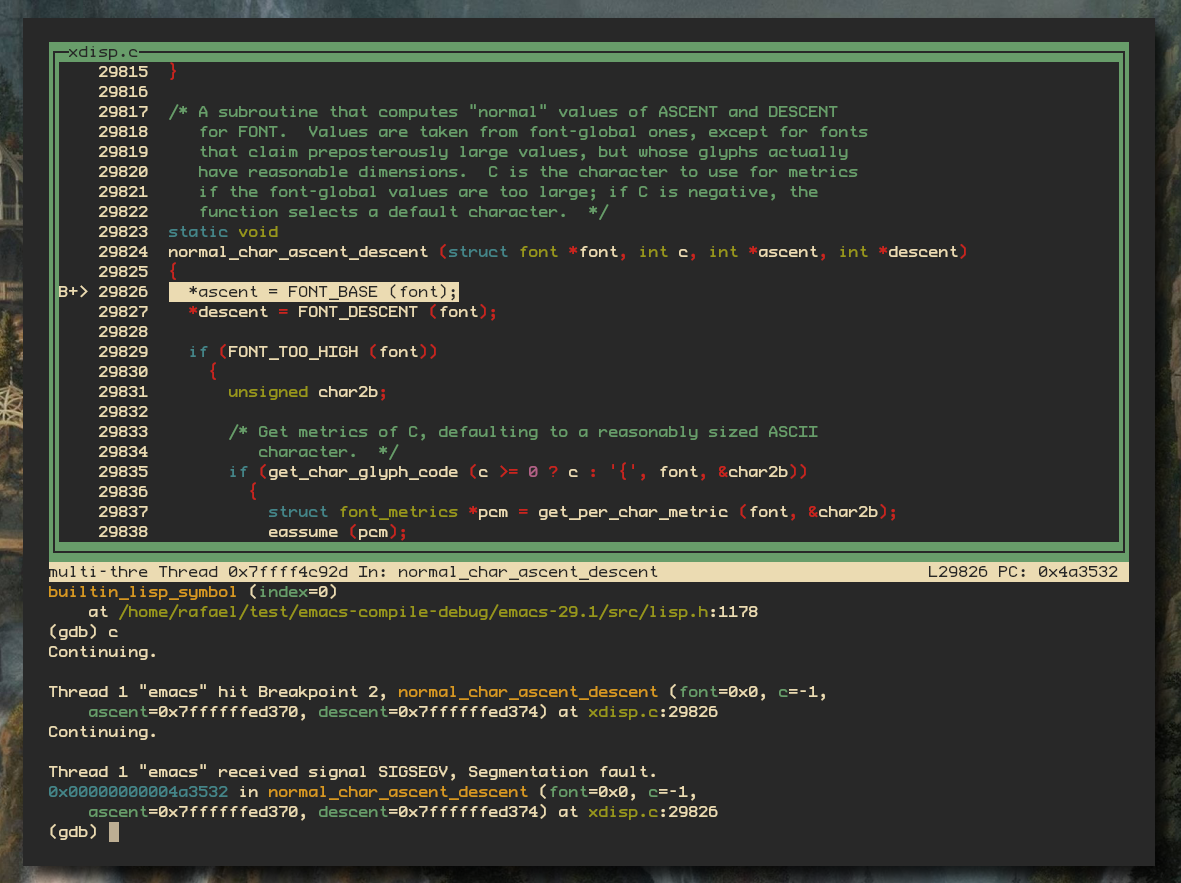 xdisp.c
29815 }
29816
29817 /* A subroutine that computes "normal" values of ASCENT and DESCENT
29818 for FONT. Values are taken from font-global ones, except for fonts
29819 that claim preposterously large values, but whose glyphs actually
29820 have reasonable dimensions. C is the character to use for metrics
29821 if the font-global values are too large; if C is negative, the
29822 function selects a default character. */
29823 static void
29824 normal_char_ascent_descent (struct font *font, int c, int *ascent, int *descent)
29825 {
B+> 29826 *ascent = FONT_BASE (font);
29827 *descent = FONT_DESCENT (font);
29828
29829 if (FONT_TOO_HIGH (font))
29830 {
29831 unsigned char2b;
29832
29833 /* Get metrics of C, defaulting to a reasonably sized ASCII
29834 character. */
29835 if (get_char_glyph_code (c >= 0 ? c : '{', font, &char2b))
29836 {
29837 struct font_metrics *pcm = get_per_char_metric (font, &char2b);
29838 eassume (pcm);
multi-thre Thread 0x7ffff4c92d In: normal_char_ascent_descent L29826 PC: 0x4a3532
builtin_lisp_symbol (index=0)
at /home/rafael/test/emacs-compile-debug/emacs-29.1/src/lisp.h:1178
(gdb) c
Continuing.
Thread 1 "emacs" hit Breakpoint 2, normal_char_ascent_descent (font=0x0, c=-1,
ascent=0x7ffffffed370, descent=0x7ffffffed374) at xdisp.c:29826
Continuing.
Thread 1 "emacs" received signal SIGSEGV, Segmentation fault.
0x00000000004a3532 in normal_char_ascent_descent (font=0x0, c=-1,
ascent=0x7ffffffed370, descent=0x7ffffffed374) at xdisp.c:29826
(gdb)